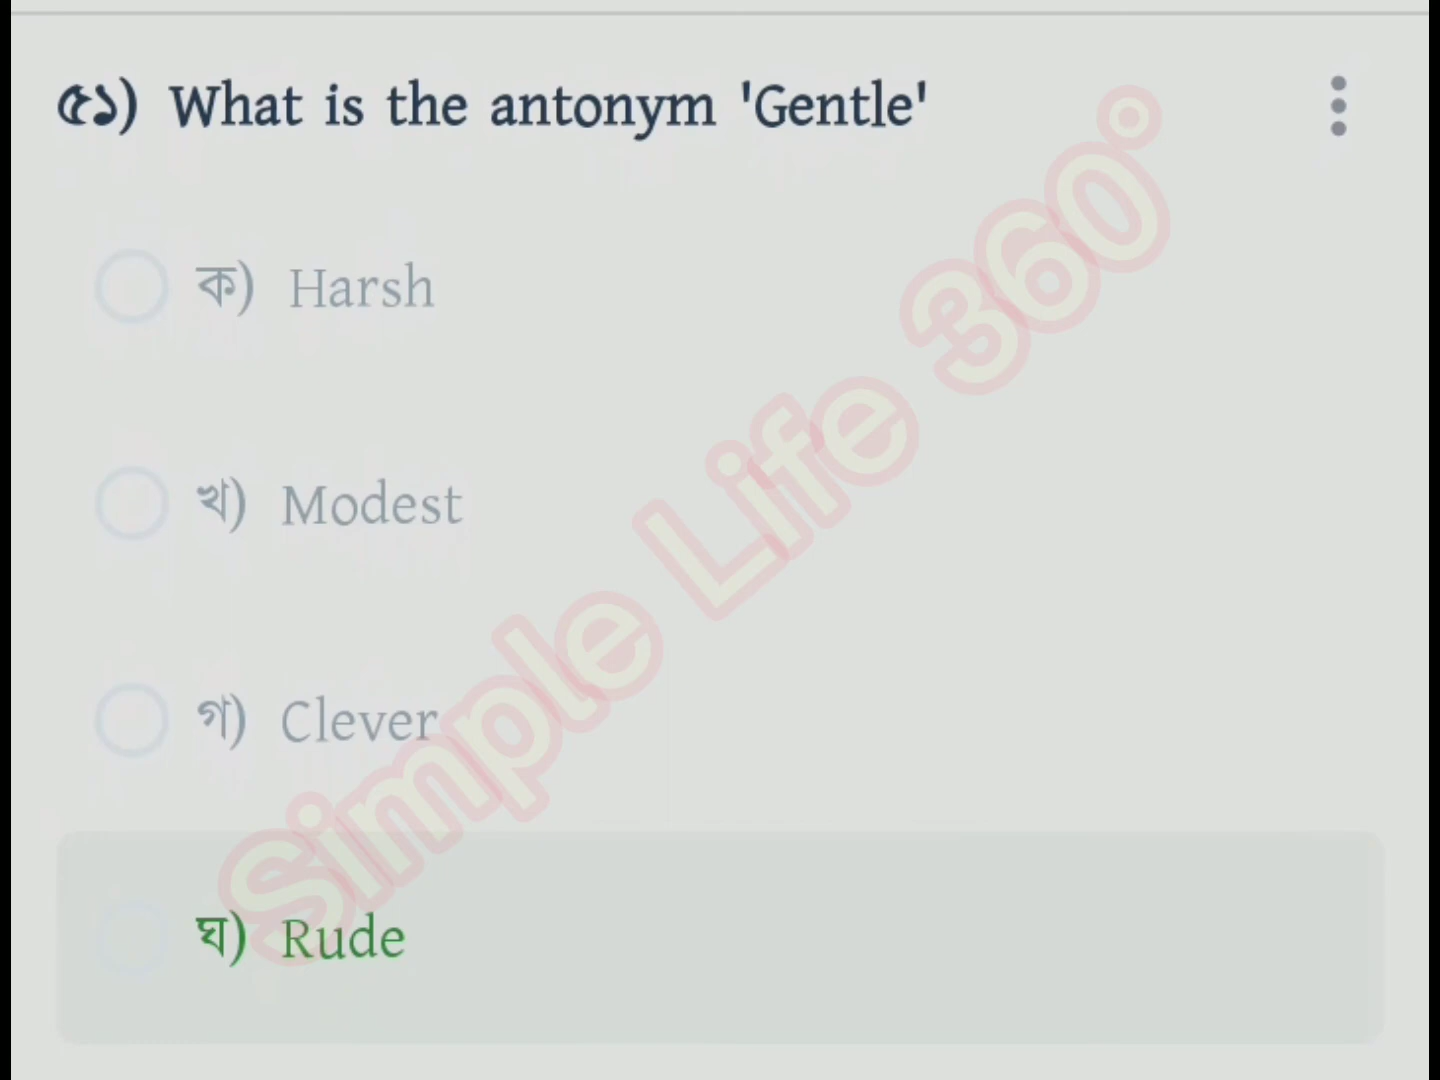 ৫১) What is the antonym 'Gentle'
ক) Harsh
খ) Modest
গ) Clever
ঘ) Rude
Simple Life 360°